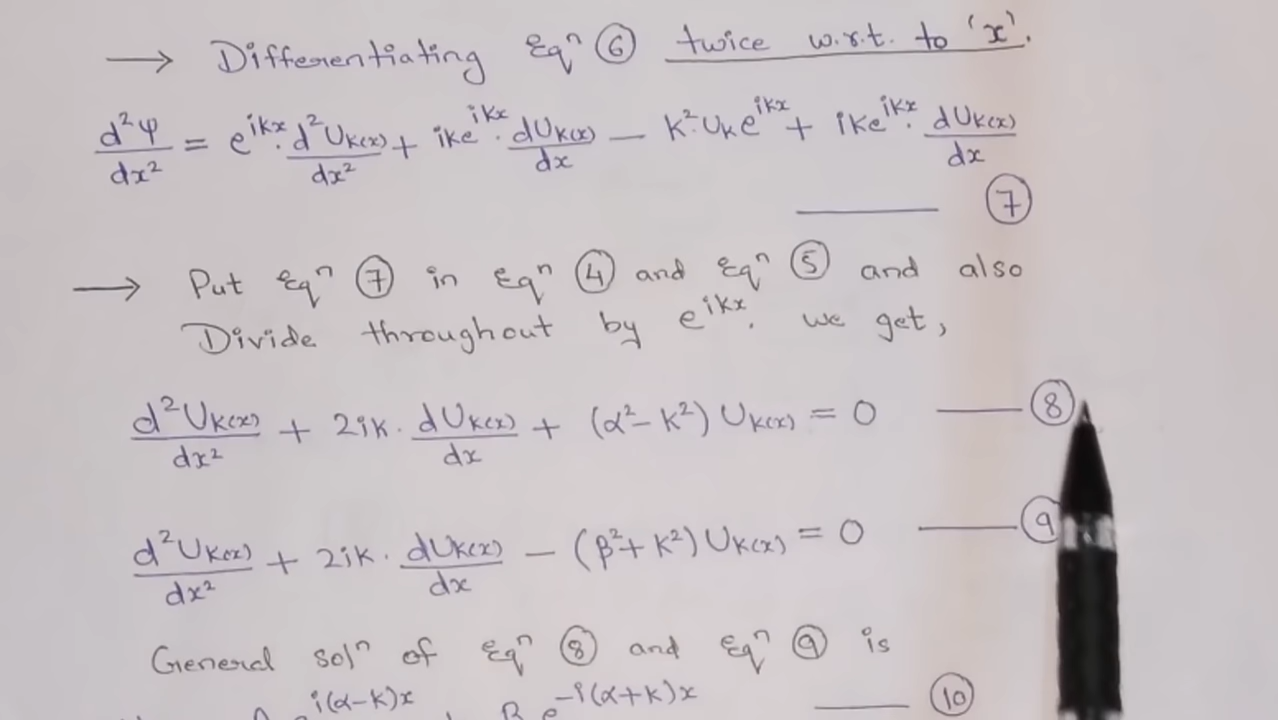 → Differentiating Eqⁿ ⑥ twice w.r.t. to 'x'.
d²ψ/dx² = e^{ikx}. d²U_{K(x)}/dx² + ike^{ikx}. dU_{K(x)}/dx − K²U_K e^{ikx} + ike^{ikx}. dU_{K(x)}/dx
—— ⑦
→ Put Eqⁿ ⑦ in Eqⁿ ④ and Eqⁿ ⑤ and also
Divide throughout by e^{ikx}. we get,
d²U_{K(x)}/dx² + 2ik. dU_{K(x)}/dx + (α²−K²) U_{K(x)} = 0 —— ⑧
d²U_{K(x)}/dx² + 2ik. dU_{K(x)}/dx − (β²+K²) U_{K(x)} = 0 —— ⑨
General solⁿ of Eqⁿ ⑧ and Eqⁿ ⑨ is
e^{i(α−K)x} + B e^{−i(α+K)x} —— ⑩